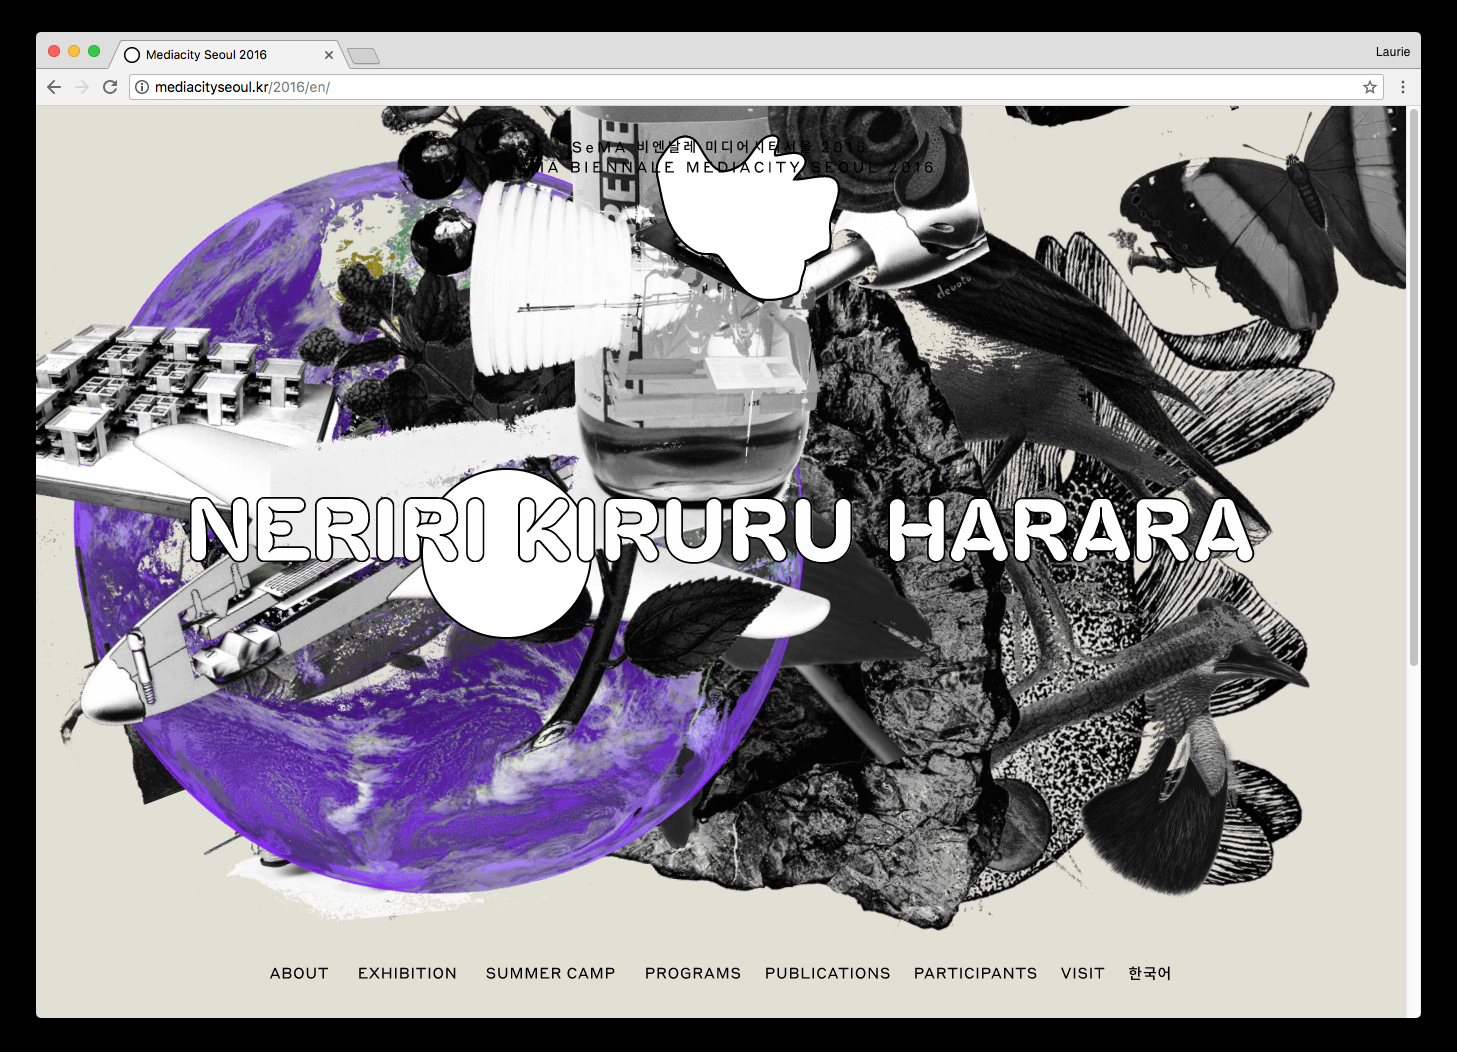 Mediacity Seoul 2016
Laurie
mediacityseoul.kr/2016/en/
SeMA 비엔날레 미디어시티서울 2016
BIENNALE MEDIACITY SEOUL 2016
devota
NERIRI KIRURU HARARA
ABOUT EXHIBITION SUMMER CAMP PROGRAMS PUBLICATIONS PARTICIPANTS VISIT 한국어